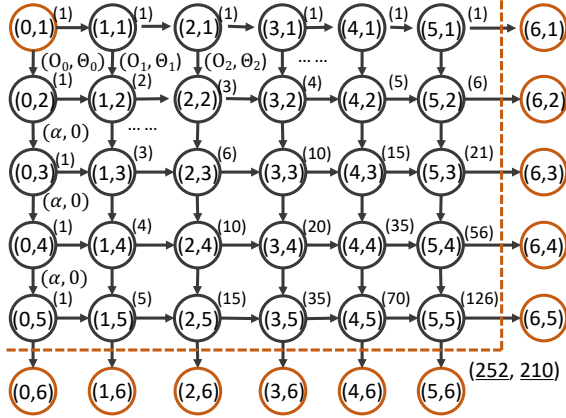 (0,1) (1) (1,1) (1) (2,1) (1) (3,1) (1) (4,1) (1) (5,1) (1) (6,1)
(O₀, Θ₀) (O₁, Θ₁) (O₂, Θ₂) ... ...
(0,2) (1) (1,2) (2) (2,2) (3) (3,2) (4) (4,2) (5) (5,2) (6) (6,2)
(α, 0) ... ...
(0,3) (1) (1,3) (3) (2,3) (6) (3,3) (10) (4,3) (15) (5,3) (21) (6,3)
(α, 0)
(0,4) (1) (1,4) (4) (2,4) (10) (3,4) (20) (4,4) (35) (5,4) (56) (6,4)
(α, 0)
(0,5) (1) (1,5) (5) (2,5) (15) (3,5) (35) (4,5) (70) (5,5) (126) (6,5)
(252, 210)
(0,6) (1,6) (2,6) (3,6) (4,6) (5,6)